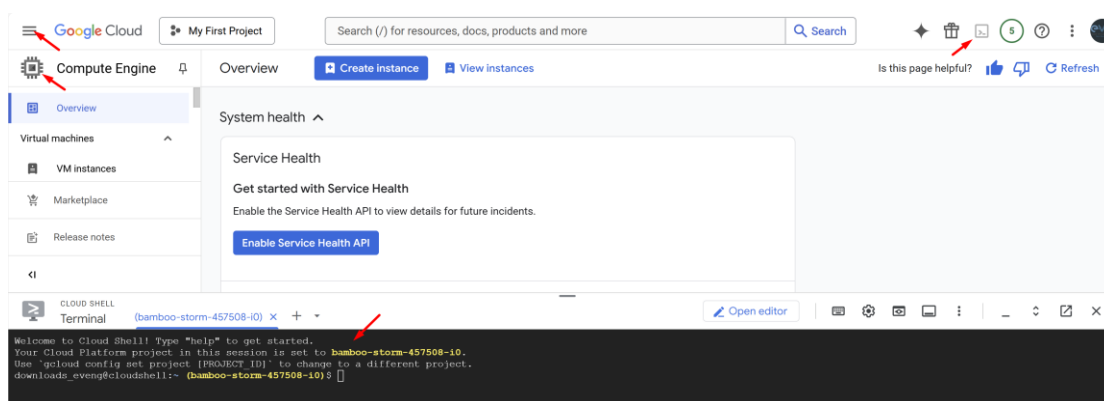 Google Cloud
My First Project
Search (/) for resources, docs, products and more
Search
5
Compute Engine
Overview
Create instance
View instances
Is this page helpful?
Refresh
Overview
Virtual machines
VM instances
Marketplace
Release notes
System health
Service Health
Get started with Service Health
Enable the Service Health API to view details for future incidents.
Enable Service Health API
CLOUD SHELL
Terminal
(bamboo-storm-457508-i0)
Open editor
Welcome to Cloud Shell! Type "help" to get started.
Your Cloud Platform project in this session is set to bamboo-storm-457508-i0.
Use `gcloud config set project [PROJECT_ID]` to change to a different project.
downloads_eveng@cloudshell:~ (bamboo-storm-457508-i0)$